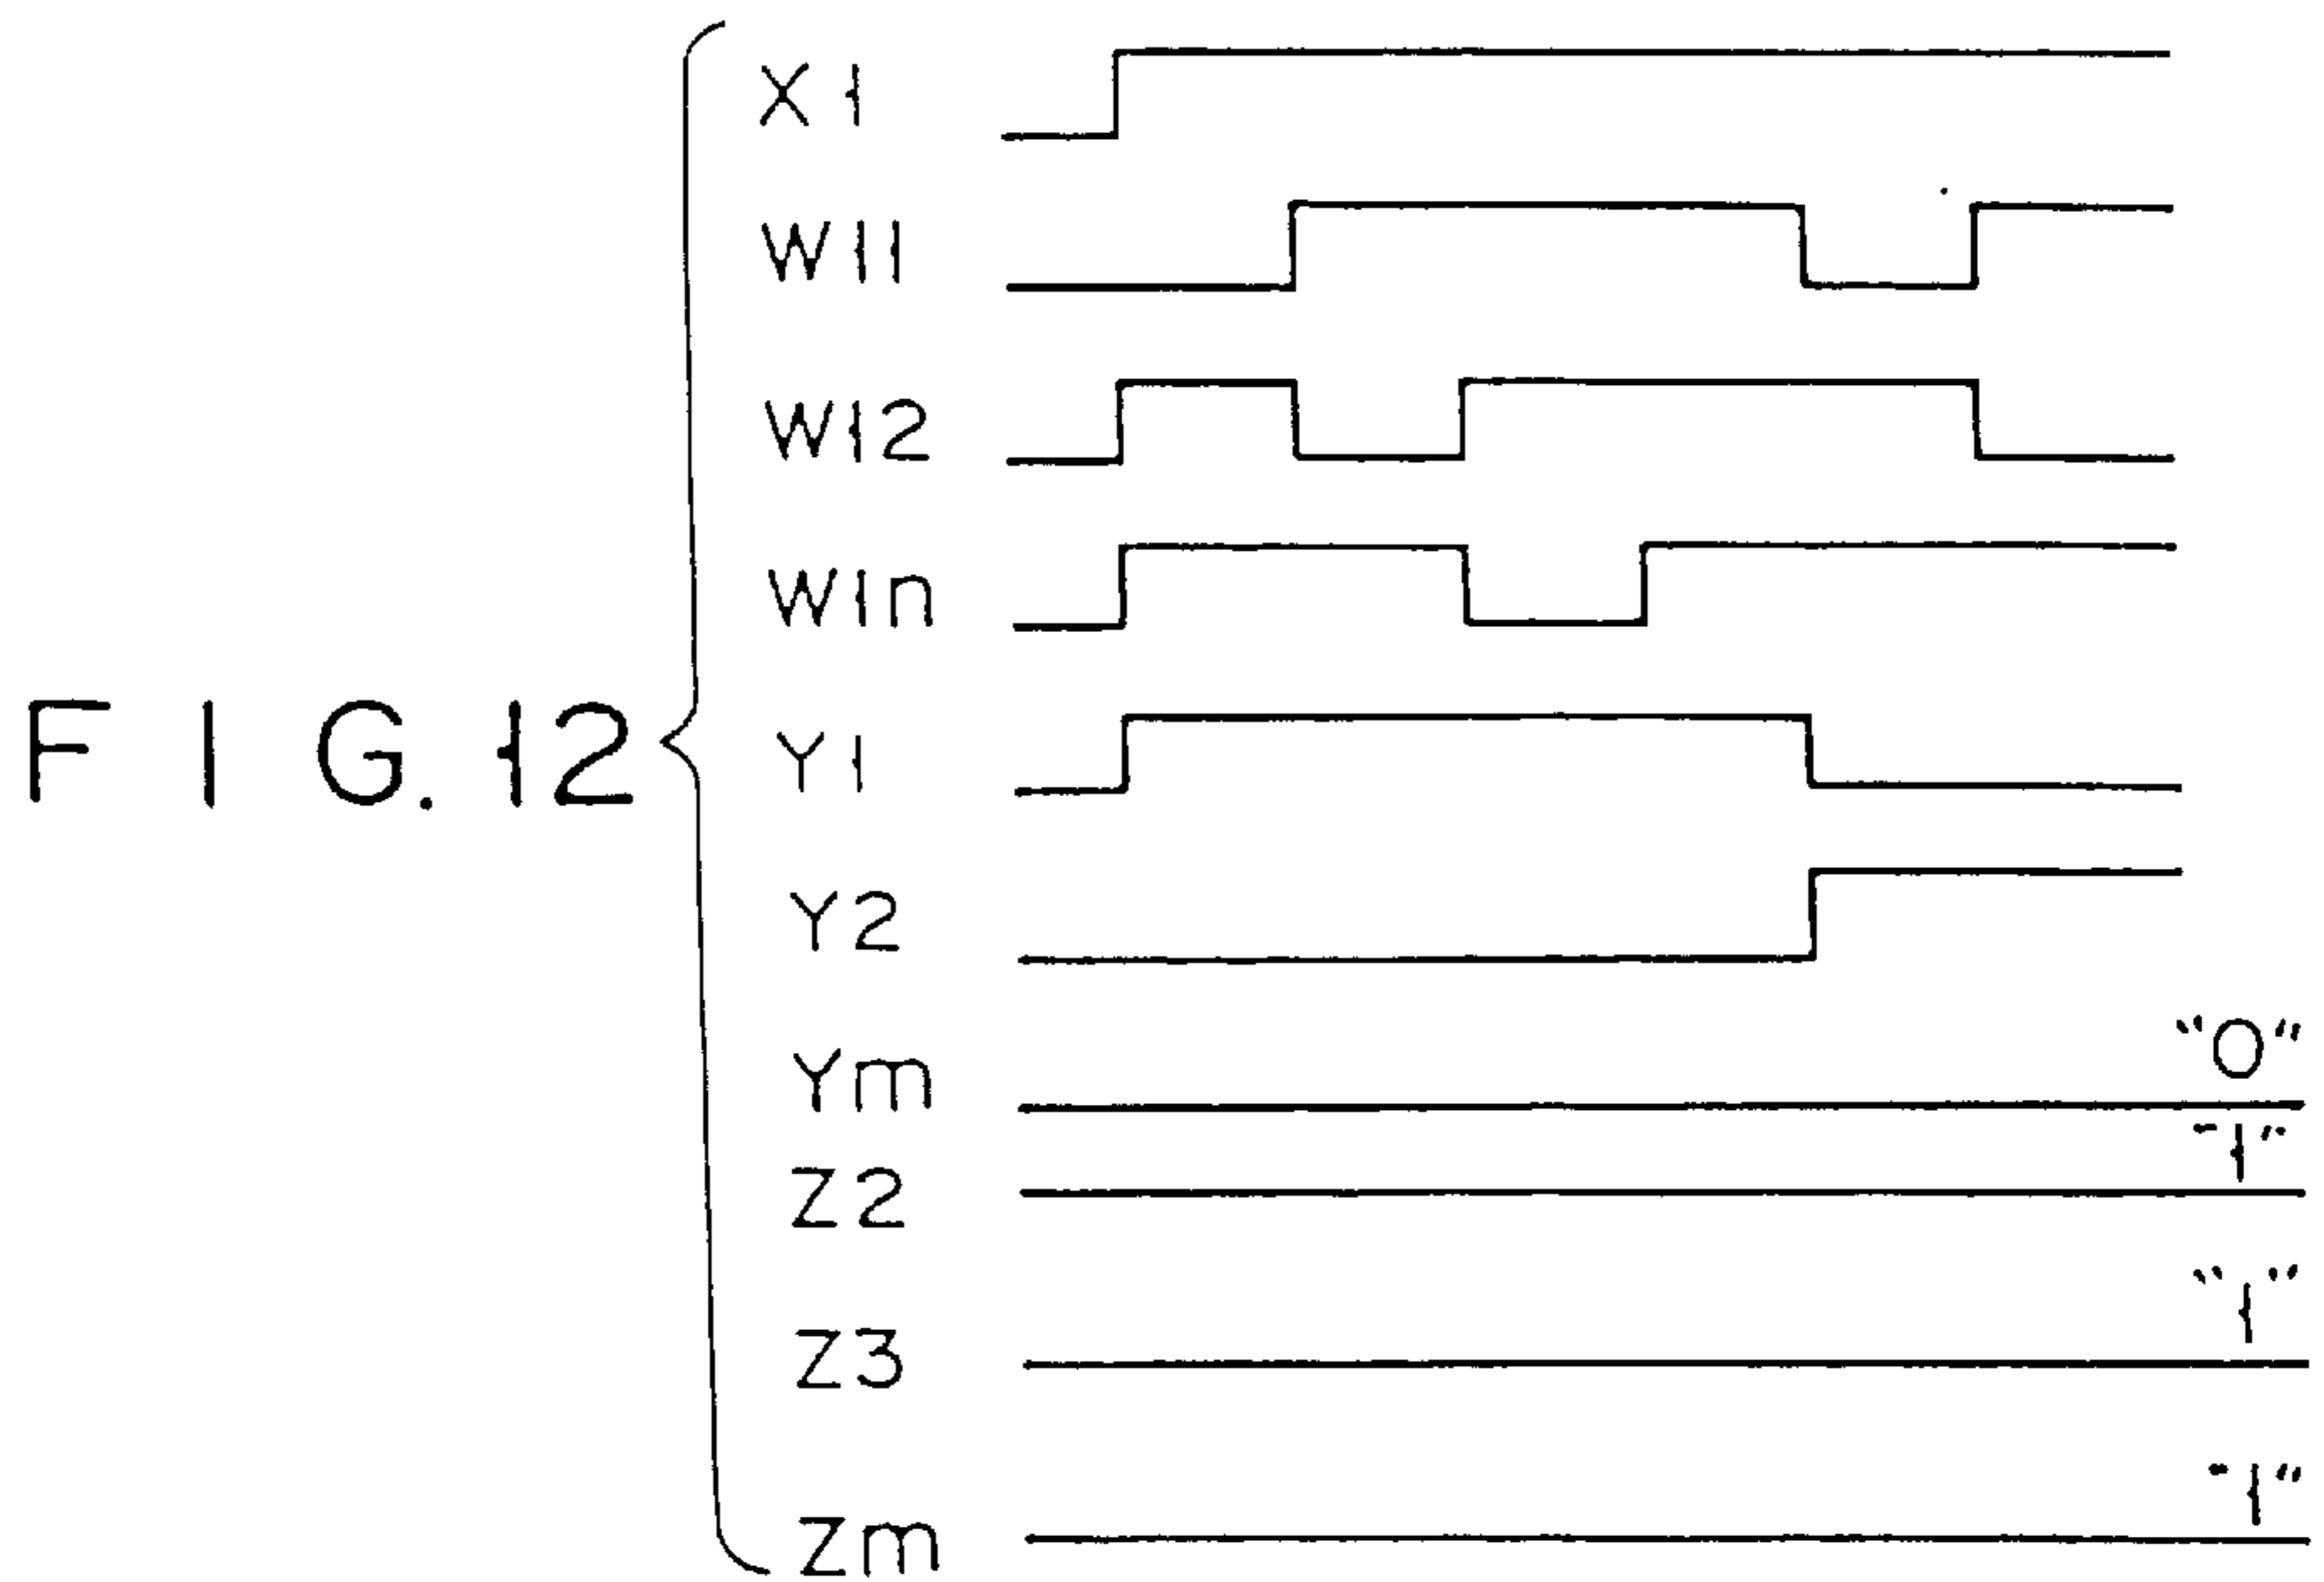 X1
W11
W12
W1n
FIG. 12
Y1
Y2
Ym "0"
Z2 "1"
Z3 "1"
Zm "1"